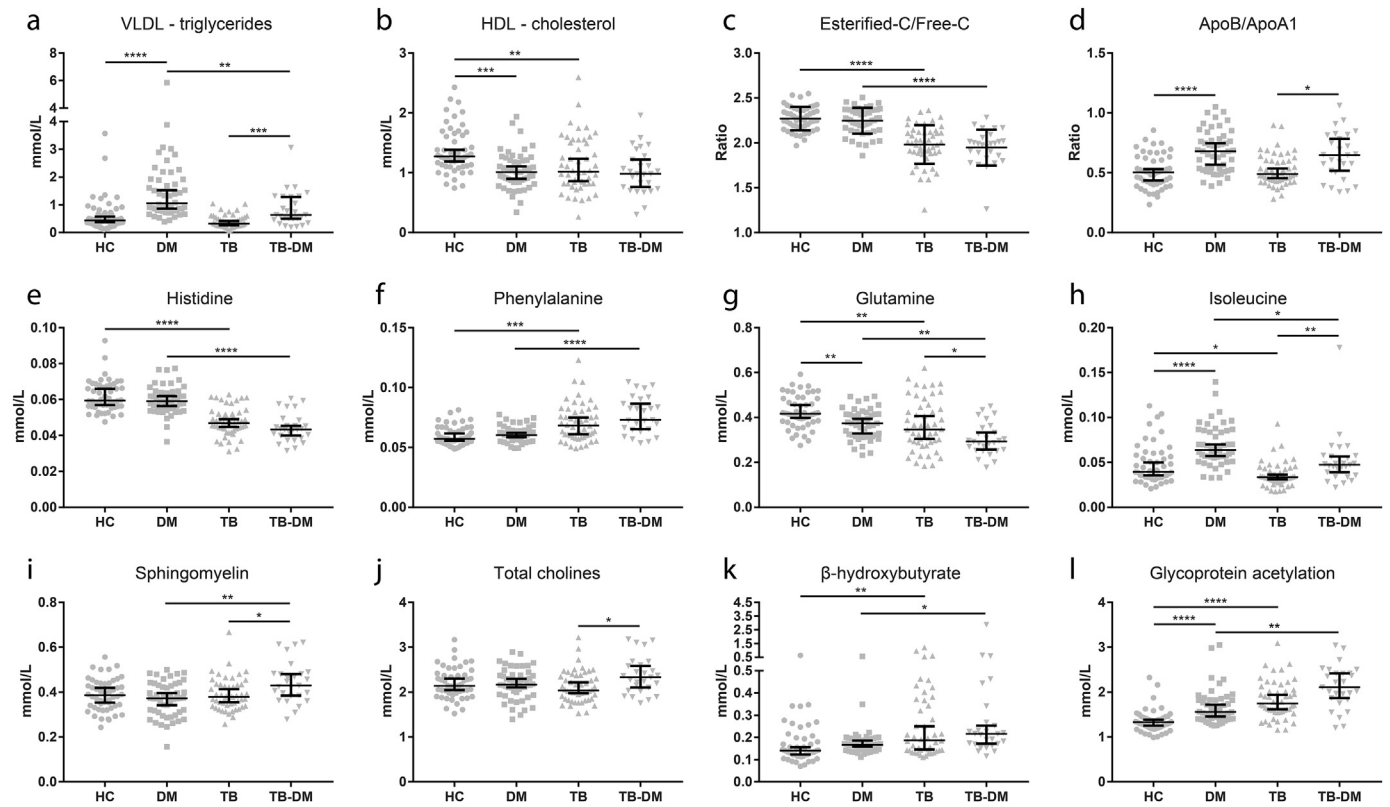 a VLDL - triglycerides
mmol/L
8
6
4
4
3
2
1
0
****
**
***
HC DM TB TB-DM
b HDL - cholesterol
mmol/L
3
2
1
0
**
***
HC DM TB TB-DM
c Esterified-C/Free-C
Ratio
3.0
2.5
2.0
1.5
1.0
****
****
HC DM TB TB-DM
d ApoB/ApoA1
Ratio
1.5
1.0
0.5
0.0
****
*
HC DM TB TB-DM
e Histidine
mmol/L
0.10
0.08
0.06
0.04
0.02
0.00
****
****
HC DM TB TB-DM
f Phenylalanine
mmol/L
0.15
0.10
0.05
0.00
***
****
HC DM TB TB-DM
g Glutamine
mmol/L
0.8
0.6
0.4
0.2
0.0
**
**
**
*
HC DM TB TB-DM
h Isoleucine
mmol/L
0.20
0.15
0.10
0.05
0.00
*
**
*
****
HC DM TB TB-DM
i Sphingomyelin
mmol/L
0.8
0.6
0.4
0.2
0.0
**
*
HC DM TB TB-DM
j Total cholines
mmol/L
4
3
2
1
0
*
HC DM TB TB-DM
k β-hydroxybutyrate
mmol/L
4.5
3.5
2.5
1.5
0.5
0.5
0.4
0.3
0.2
0.1
0.0
**
*
HC DM TB TB-DM
l Glycoprotein acetylation
mmol/L
4
3
2
1
0
****
****
**
HC DM TB TB-DM